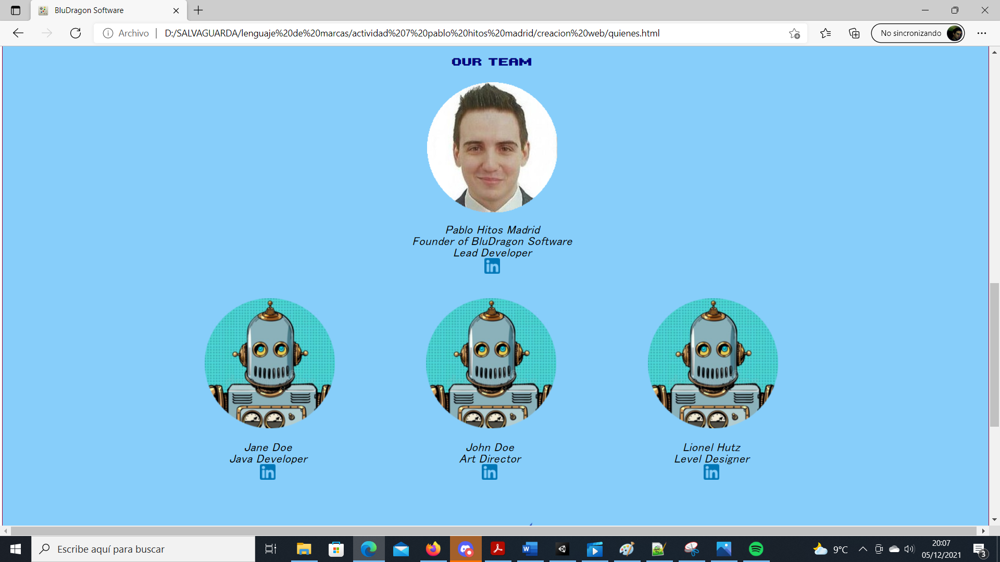 BluDragon Software
Archivo
D:/SALVAGUARDA/lenguaje%20de%20marcas/actividad%207%20pablo%20hitos%20madrid/creacion%20web/quienes.html
No sincronizando
OUR TEAM
Pablo Hitos Madrid
Founder of BluDragon Software
Lead Developer
in
Jane Doe
Java Developer
in
John Doe
Art Director
in
Lionel Hutz
Level Designer
in
Escribe aquí para buscar
9°C
20:07
05/12/2021
3